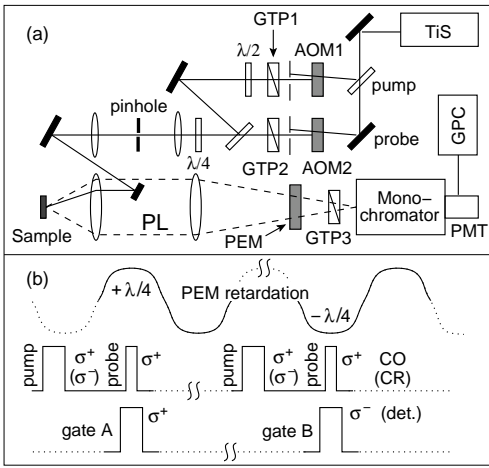 (a)
GTP1
TiS
λ/2
AOM1
pump
pinhole
probe
GPC
λ/4
GTP2
AOM2
Mono–
chromator
PL
Sample
PEM
GTP3
PMT
(b)
+λ/4
PEM retardation
−λ/4
pump
σ+
(σ−)
probe
σ+
pump
σ+
(σ−)
probe
σ+
CO
(CR)
gate A
σ+
gate B
σ− (det.)